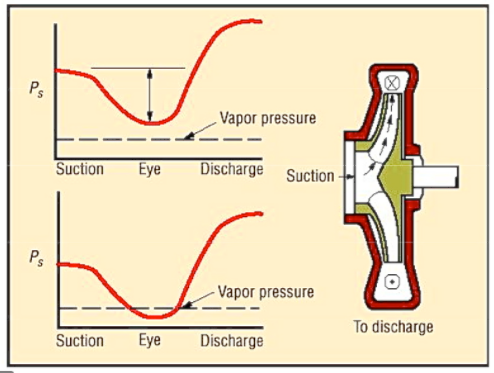 Ps
Vapor pressure
Suction Eye Discharge
Ps
Vapor pressure
Suction Eye Discharge
Suction
To discharge